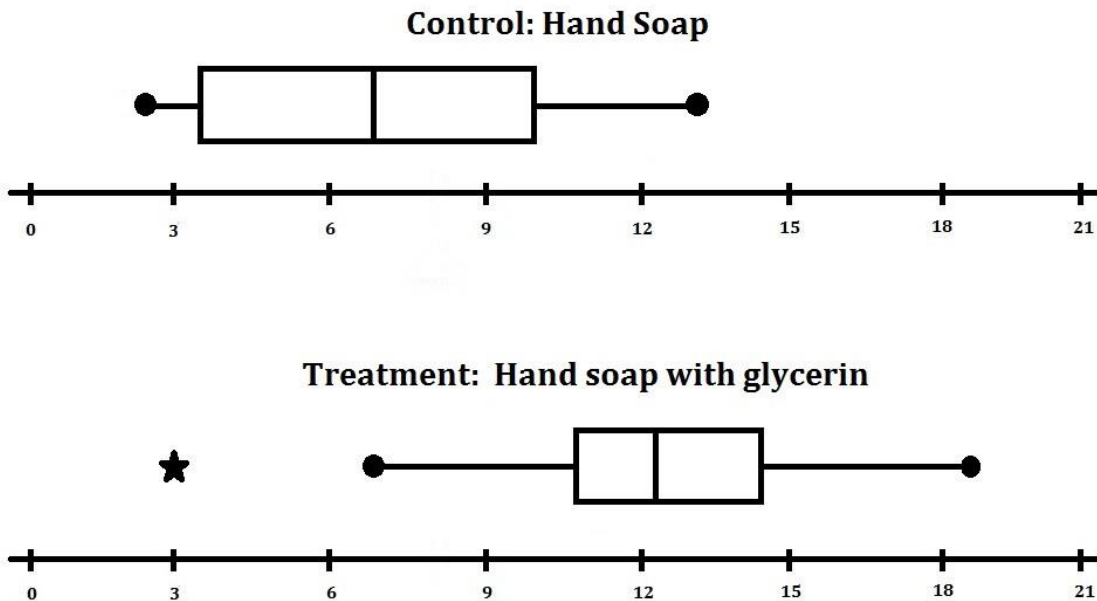 Control: Hand Soap
0 3 6 9 12 15 18 21
Treatment: Hand soap with glycerin
0 3 6 9 12 15 18 21